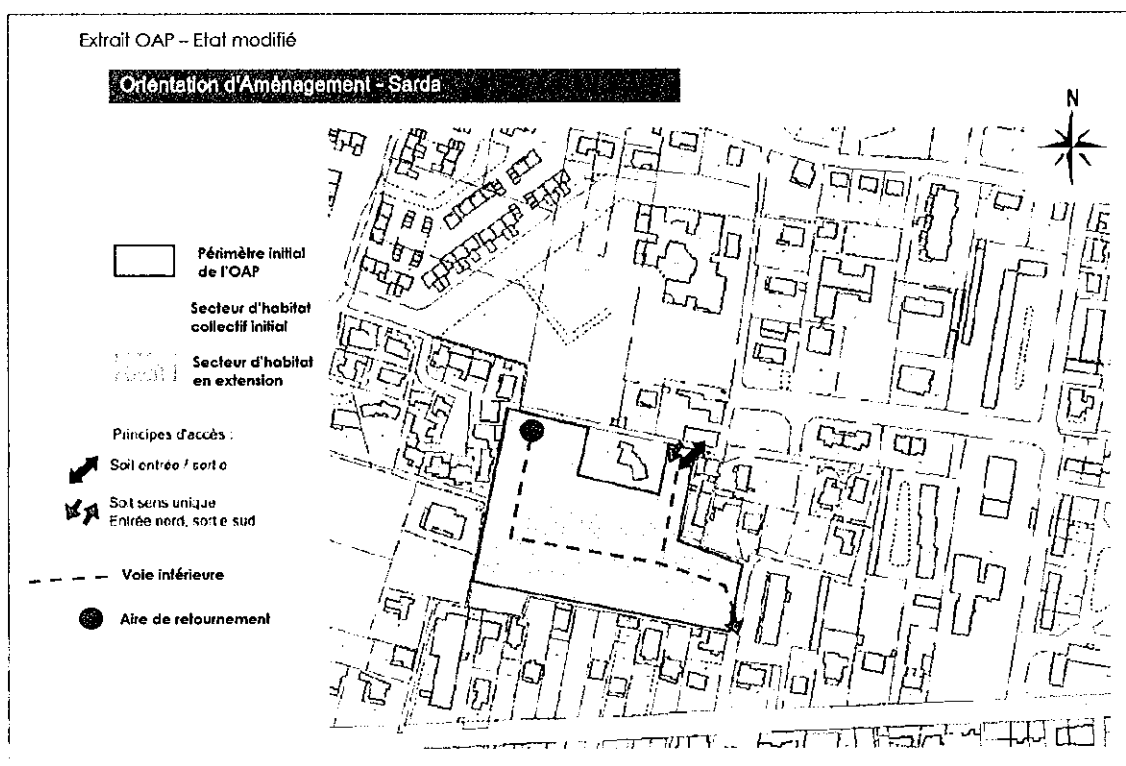 Extrait OAP – Etat modifié
Orientation d'Aménagement - Sarda
N
Périmètre initial
de l'OAP
Secteur d'habitat
collectif initial
Secteur d'habitat
en extension
Principes d'accès :
Soit entrée / sortie
Soit sens unique
Entrée nord, sortie sud
Voie intérieure
Aire de retournement